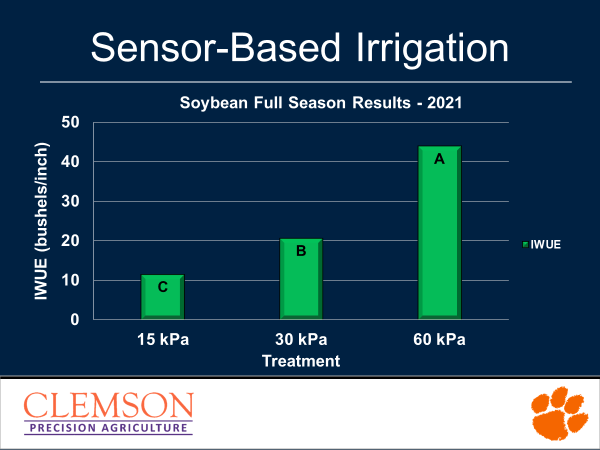 Sensor-Based Irrigation
Soybean Full Season Results - 2021
50
40
30
20
10
0
IWUE (bushels/inch)
A
B
C
IWUE
15 kPa 30 kPa 60 kPa
Treatment
CLEMSON
PRECISION AGRICULTURE